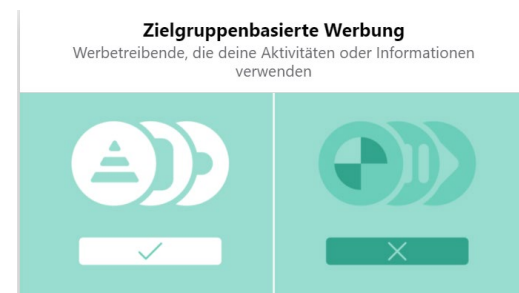 Zielgruppenbasierte Werbung
Werbetreibende, die deine Aktivitäten oder Informationen
verwenden